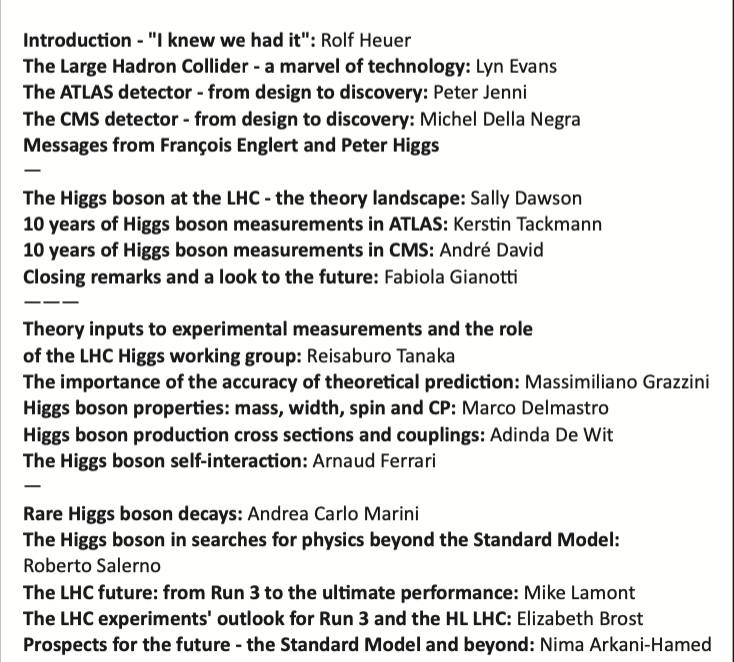 Introduction - "I knew we had it": Rolf Heuer
The Large Hadron Collider - a marvel of technology: Lyn Evans
The ATLAS detector - from design to discovery: Peter Jenni
The CMS detector - from design to discovery: Michel Della Negra
Messages from François Englert and Peter Higgs
—
The Higgs boson at the LHC - the theory landscape: Sally Dawson
10 years of Higgs boson measurements in ATLAS: Kerstin Tackmann
10 years of Higgs boson measurements in CMS: André David
Closing remarks and a look to the future: Fabiola Gianotti
———
Theory inputs to experimental measurements and the role
of the LHC Higgs working group: Reisaburo Tanaka
The importance of the accuracy of theoretical prediction: Massimiliano Grazzini
Higgs boson properties: mass, width, spin and CP: Marco Delmastro
Higgs boson production cross sections and couplings: Adinda De Wit
The Higgs boson self-interaction: Arnaud Ferrari
—
Rare Higgs boson decays: Andrea Carlo Marini
The Higgs boson in searches for physics beyond the Standard Model:
Roberto Salerno
The LHC future: from Run 3 to the ultimate performance: Mike Lamont
The LHC experiments' outlook for Run 3 and the HL LHC: Elizabeth Brost
Prospects for the future - the Standard Model and beyond: Nima Arkani-Hamed